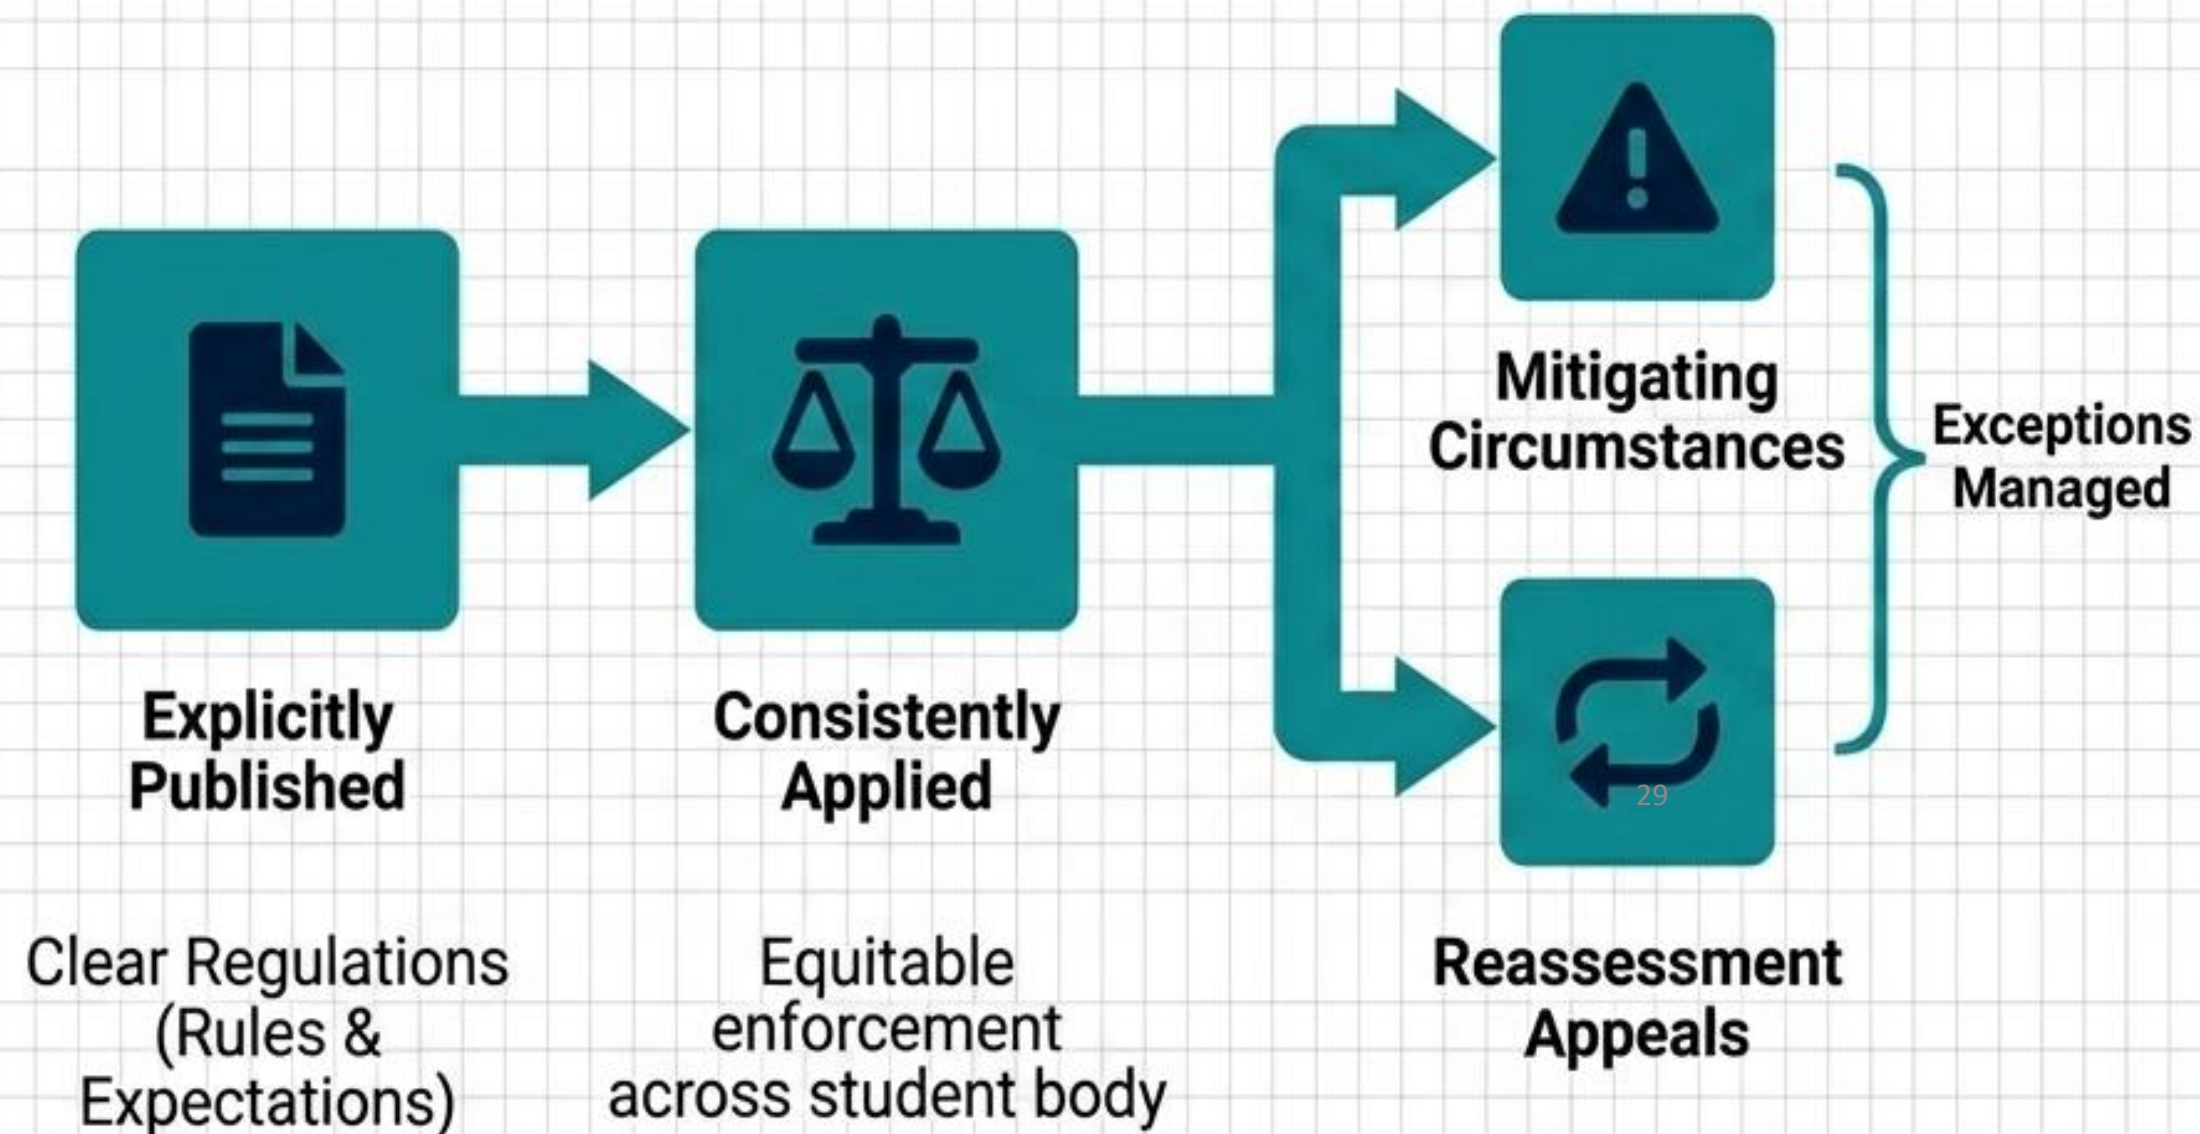 Explicitly
Published
Clear Regulations
(Rules &
Expectations)
Consistently
Applied
Equitable
enforcement
across student body
Mitigating
Circumstances
29
Reassessment
Appeals
Exceptions
Managed